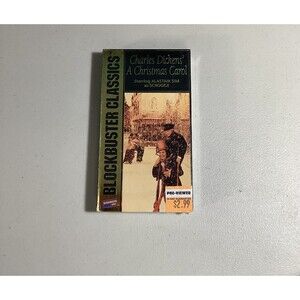 BLOCKBUSTER CLASSICS
Charles Dickens'
A Christmas Carol
Starring ALASTAIR SIM
as SCROOGE
PRE-VIEWED
$2.99